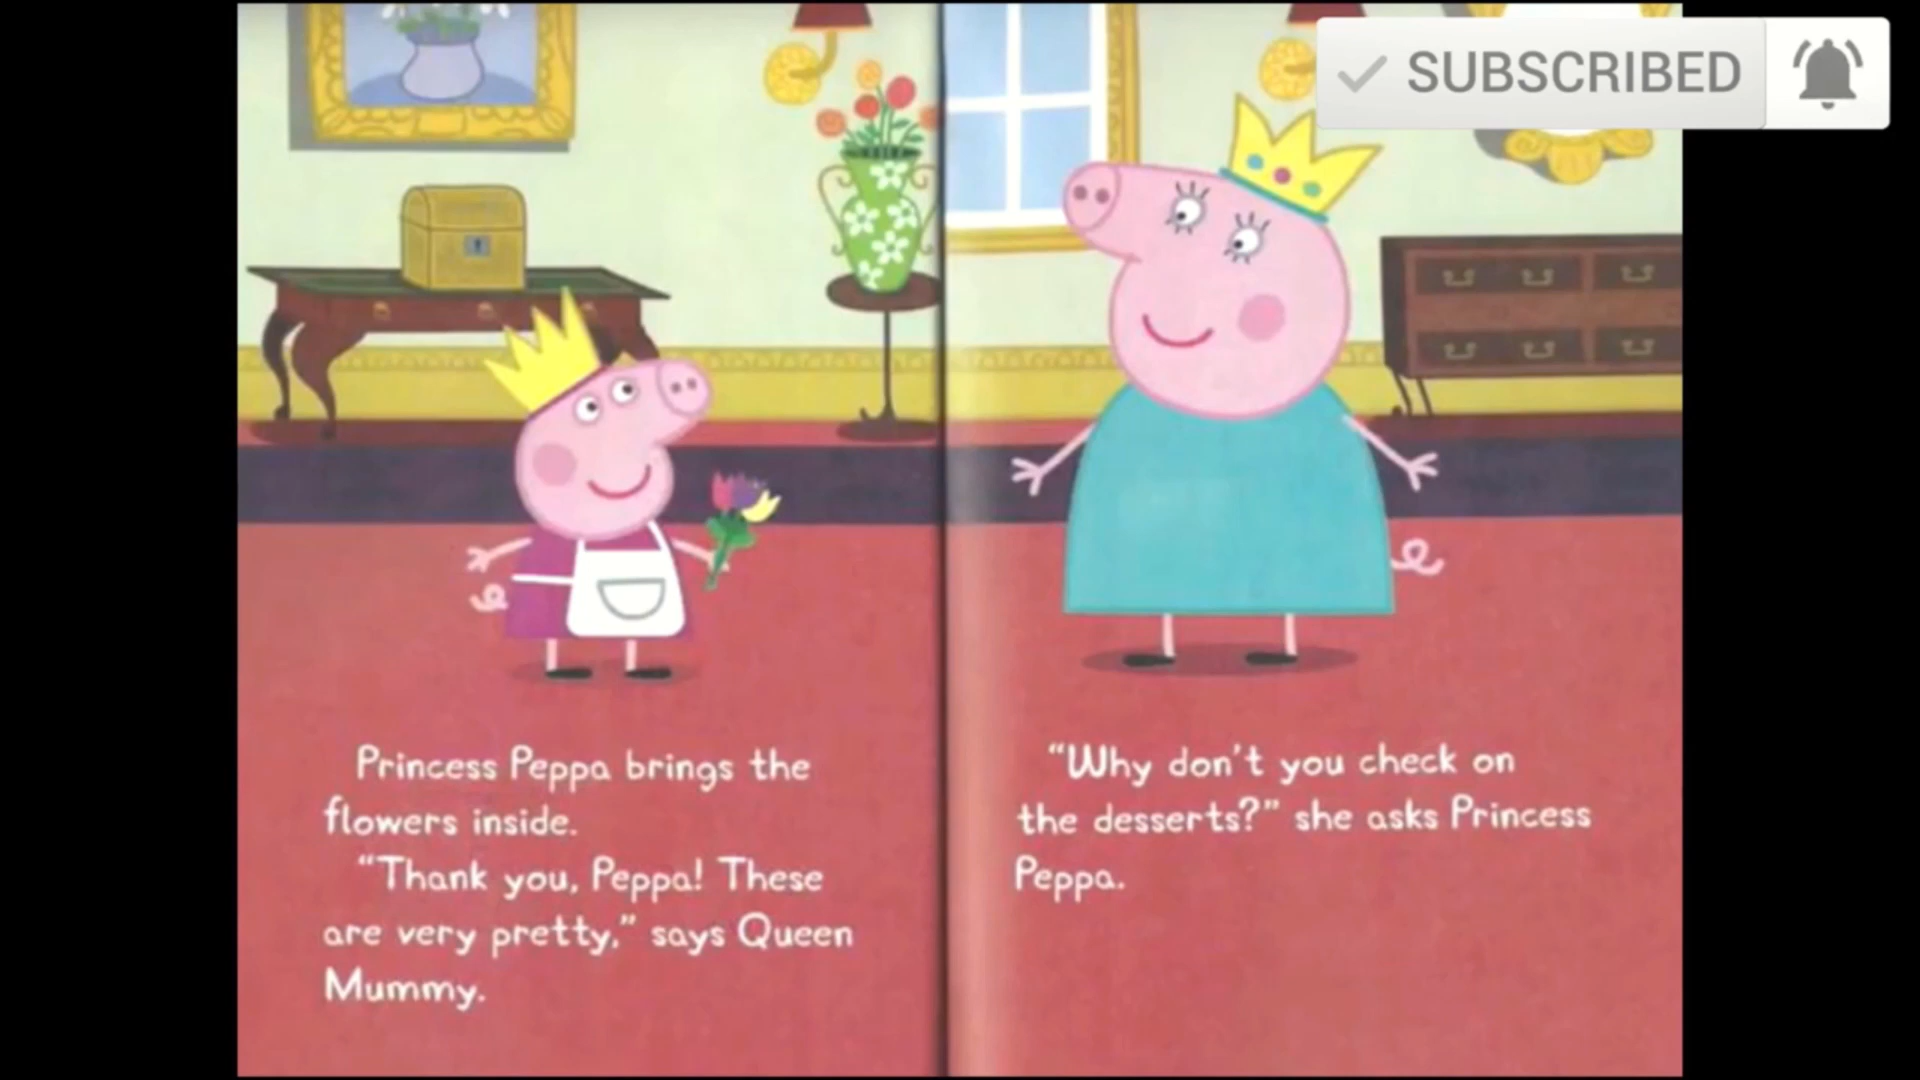 SUBSCRIBED
Princess Peppa brings the
flowers inside.
“Thank you, Peppa! These
are very pretty,” says Queen
Mummy.
“Why don’t you check on
the desserts?” she asks Princess
Peppa.